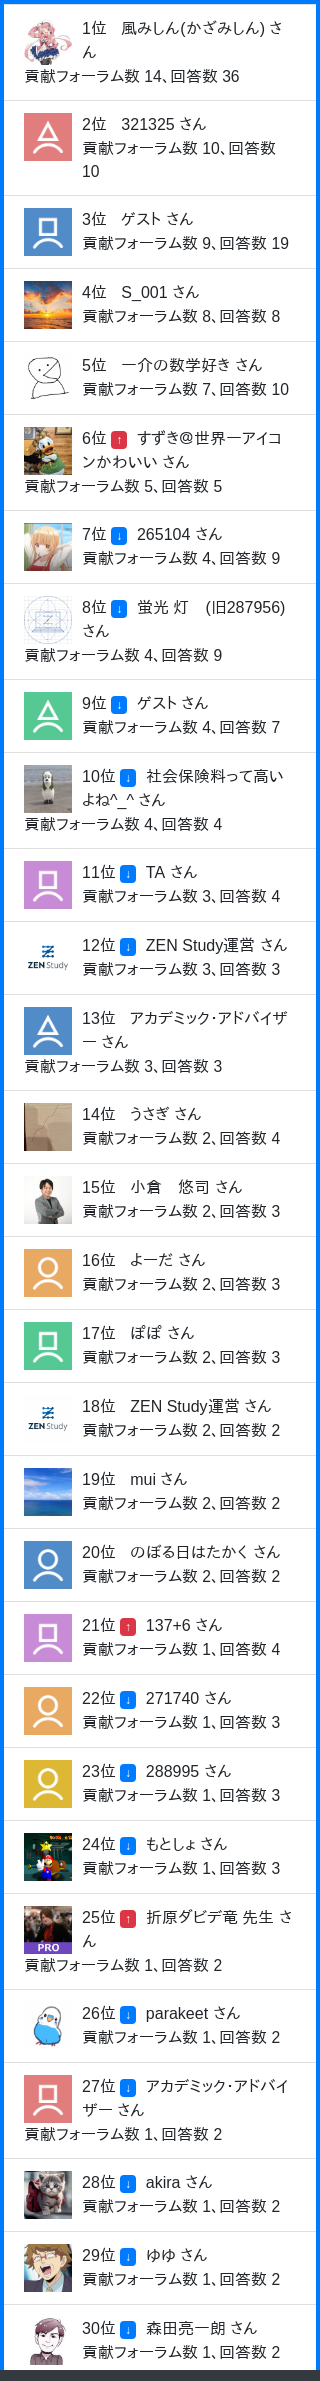 1位　風みしん(かざみしん) さ
ん
貢献フォーラム数 14、回答数 36
2位　321325 さん
貢献フォーラム数 10、回答数
10
3位　ゲスト さん
貢献フォーラム数 9、回答数 19
4位　S_001 さん
貢献フォーラム数 8、回答数 8
5位　一介の数学好き さん
貢献フォーラム数 7、回答数 10
6位 ↑ すずき@世界一アイコ
ンかわいい さん
貢献フォーラム数 5、回答数 5
7位 ↓ 265104 さん
貢献フォーラム数 4、回答数 9
8位 ↓ 蛍光 灯　(旧287956)
さん
貢献フォーラム数 4、回答数 9
9位 ↓ ゲスト さん
貢献フォーラム数 4、回答数 7
10位 ↓ 社会保険料って高い
よね^_^ さん
貢献フォーラム数 4、回答数 4
11位 ↓ TA さん
貢献フォーラム数 3、回答数 4
ZEN Study
12位 ↓ ZEN Study運営 さん
貢献フォーラム数 3、回答数 3
13位　アカデミック・アドバイザ
ー さん
貢献フォーラム数 3、回答数 3
14位　うさぎ さん
貢献フォーラム数 2、回答数 4
15位　小倉　悠司 さん
貢献フォーラム数 2、回答数 3
16位　よーだ さん
貢献フォーラム数 2、回答数 3
17位　ぽぽ さん
貢献フォーラム数 2、回答数 3
ZEN Study
18位　ZEN Study運営 さん
貢献フォーラム数 2、回答数 2
19位　mui さん
貢献フォーラム数 2、回答数 2
20位　のぼる日はたかく さん
貢献フォーラム数 2、回答数 2
21位 ↑ 137+6 さん
貢献フォーラム数 1、回答数 4
22位 ↓ 271740 さん
貢献フォーラム数 1、回答数 3
23位 ↓ 288995 さん
貢献フォーラム数 1、回答数 3
24位 ↓ もとしょ さん
貢献フォーラム数 1、回答数 3
PRO
25位 ↑ 折原ダビデ竜 先生 さ
ん
貢献フォーラム数 1、回答数 2
26位 ↓ parakeet さん
貢献フォーラム数 1、回答数 2
27位 ↓ アカデミック・アドバイ
ザー さん
貢献フォーラム数 1、回答数 2
28位 ↓ akira さん
貢献フォーラム数 1、回答数 2
29位 ↓ ゆゆ さん
貢献フォーラム数 1、回答数 2
30位 ↓ 森田亮一朗 さん
貢献フォーラム数 1、回答数 2